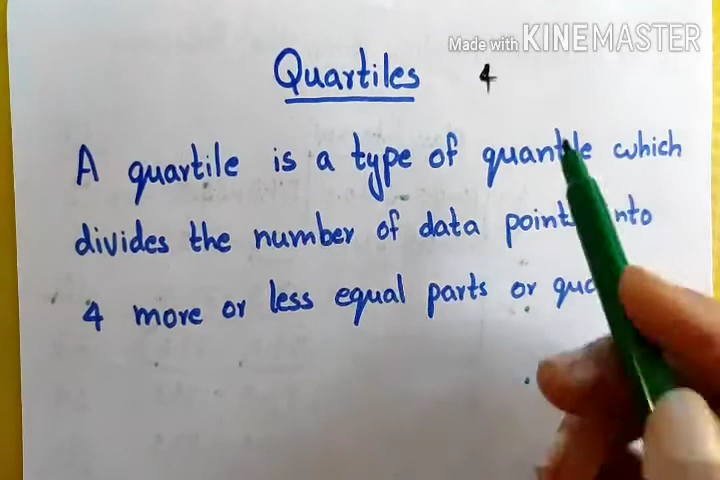 Made with KINEMASTER
Quartiles 4
A quartile is a type of quantile which
divides the number of data points into
4 more or less equal parts or